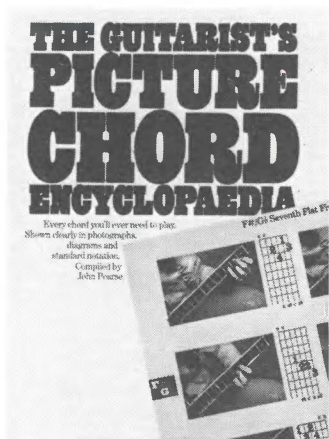 THE GUITARIST'S
PICTURE
CHORD
ENCYCLOPAEDIA
Every chord you'll ever need to play.
Shown clearly in photographs,
diagrams and
standard notation.
Compiled by
John Pearse
F#/G♭ Seventh Flat
F
G